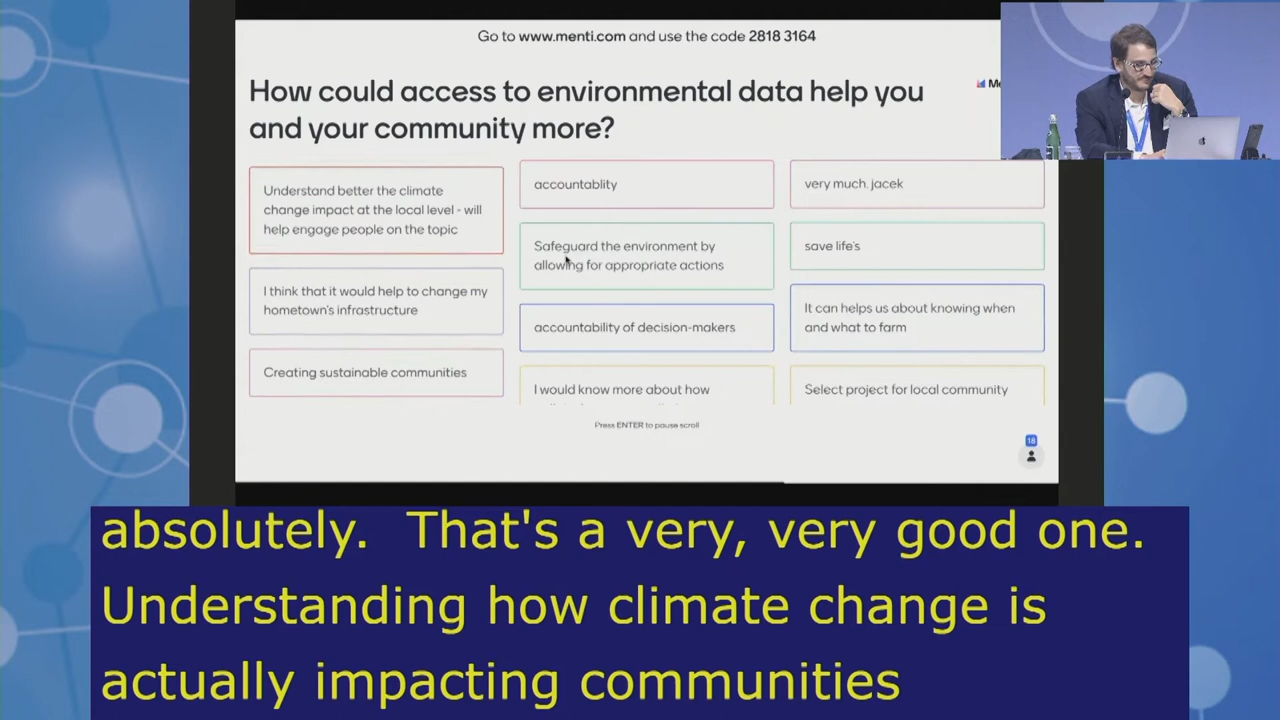 Go to www.menti.com and use the code 2818 3164
How could access to environmental data help you
and your community more?
Understand better the climate
change impact at the local level - will
help engage people on the topic
I think that it would help to change my
hometown's infrastructure
Creating sustainable communities
accountablity
Safeguard the environment by
allowing for appropriate actions
accountability of decision-makers
I would know more about how
very much. jacek
save life's
It can helps us about knowing when
and what to farm
Select project for local community
Press ENTER to pause scroll
18
absolutely.  That's a very, very good one.
Understanding how climate change is
actually impacting communities